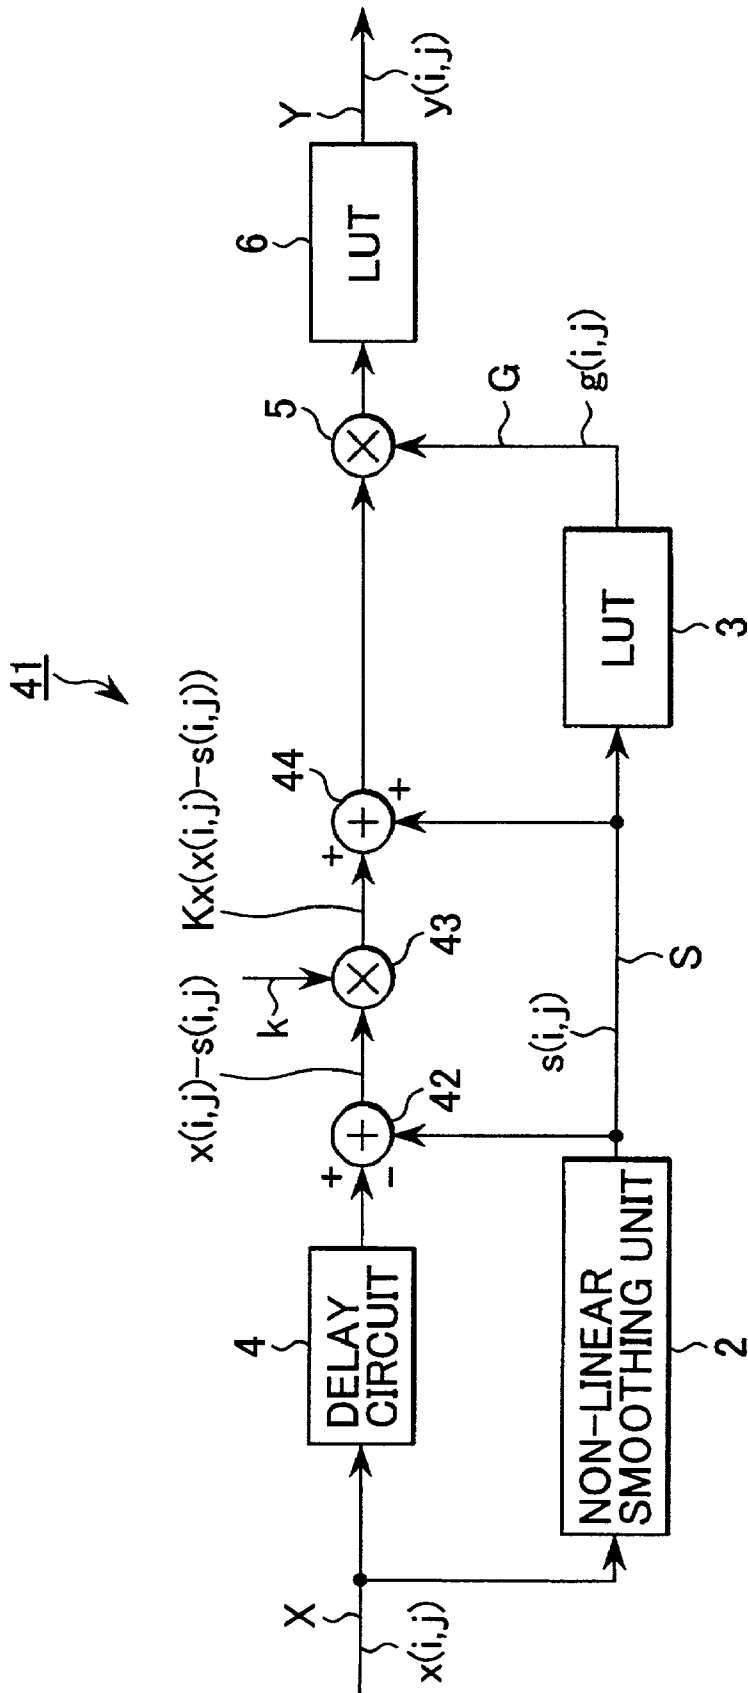 41
X
x(i,j)
4
DELAY
CIRCUIT
NON-LINEAR
SMOOTHING UNIT
2
x(i,j)-s(i,j)
+
-
+
42
k
×
43
Kx(x(i,j)-s(i,j))
+
+
+
44
s(i,j)
S
LUT
3
5
×
G
g(i,j)
6
LUT
Y
y(i,j)